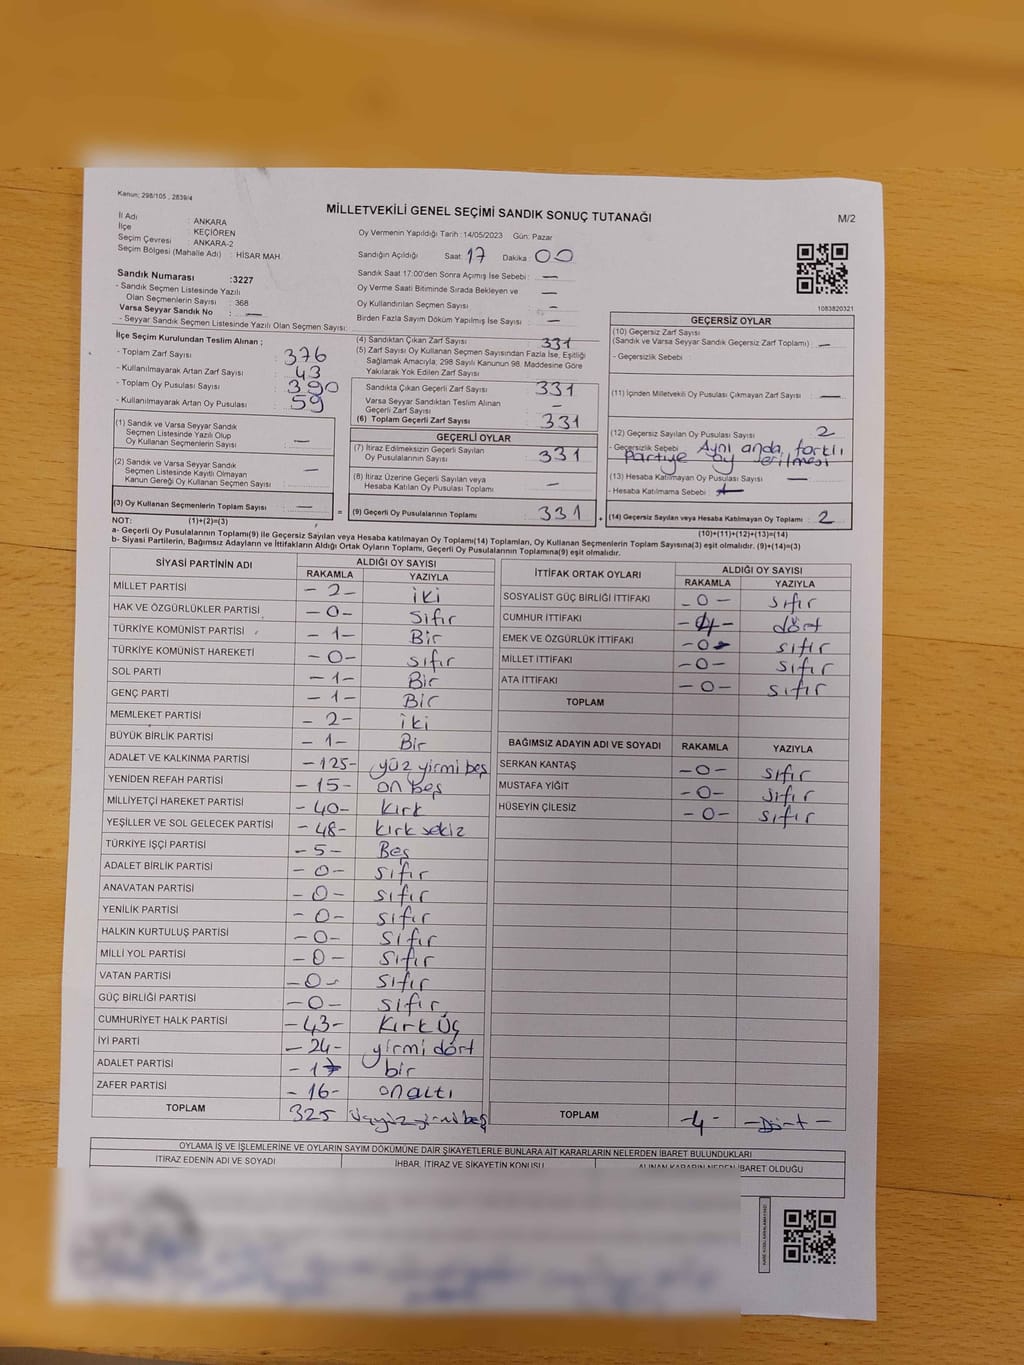 Kanun; 298/105 , 2839/4
MİLLETVEKİLİ GENEL SEÇİMİ SANDIK SONUÇ TUTANAĞI
M/2
İl Adı : ANKARA
İlçe : KEÇİÖREN
Seçim Çevresi : ANKARA-2
Seçim Bölgesi (Mahalle Adı) : HİSAR MAH.
Sandık Numarası :3227
- Sandık Seçmen Listesinde Yazılı
Olan Seçmenlerin Sayısı : 368
Varsa Seyyar Sandık No : —
- Seyyar Sandık Seçmen Listesinde Yazılı Olan Seçmen Sayısı:
Oy Vermenin Yapıldığı Tarih :14/05/2023 Gün: Pazar
Sandığın Açıldığı Saat: 17 Dakika : 00
Sandık Saat 17:00'den Sonra Açımış İse Sebebi : —
Oy Verme Saati Bitiminde Sırada Bekleyen ve —
Oy Kullandırılan Seçmen Sayısı : —
Birden Fazla Sayım Döküm Yapılmış İse Sayısı : —
1083820321
İlçe Seçim Kurulundan Teslim Alınan ;
- Toplam Zarf Sayısı : 376
- Kullanılmayarak Artan Zarf Sayısı : 43
- Toplam Oy Pusulası Sayısı : 390
- Kullanılmayarak Artan Oy Pusulası : 59
(1) Sandık ve Varsa Seyyar Sandık
Seçmen Listesinde Yazılı Olup
Oy Kullanan Seçmenlerin Sayısı : —
(2) Sandık ve Varsa Seyyar Sandık
Seçmen Listesinde Kayıtlı Olmayan
Kanun Gereği Oy Kullanan Seçmen Sayısı : —
(3) Oy Kullanan Seçmenlerin Toplam Sayısı : —
(4) Sandıktan Çıkan Zarf Sayısı : 331
(5) Zarf Sayısı Oy Kullanan Seçmen Sayısından Fazla İse, Eşitliği
Sağlamak Amacıyla; 298 Sayılı Kanunun 98. Maddesine Göre
Yakılarak Yok Edilen Zarf Sayısı :
Sandıkta Çıkan Geçerli Zarf Sayısı : 331
Varsa Seyyar Sandıktan Teslim Alınan
Geçerli Zarf Sayısı : —
(6) Toplam Geçerli Zarf Sayısı : 331
GEÇERLİ OYLAR
(7) İtiraz Edilmeksizin Geçerli Sayılan
Oy Pusulalarının Sayısı : 331
(8) İtiraz Üzerine Geçerli Sayılan veya
Hesaba Katılan Oy Pusulası Toplamı : —
= (9) Geçerli Oy Pusulalarının Toplamı : 331
GEÇERSİZ OYLAR
(10) Geçersiz Zarf Sayısı
(Sandık ve Varsa Seyyar Sandık Geçersiz Zarf Toplamı) : —
- Geçersizlik Sebebi :
(11) İçinden Milletvekili Oy Pusulası Çıkmayan Zarf Sayısı : —
(12) Geçersiz Sayılan Oy Pusulası Sayısı : 2
- Geçersizlik Sebebi : Aynı anda farklı
partiye oy verilmesi
(13) Hesaba Katılmayan Oy Pusulası Sayısı : —
- Hesaba Katılmama Sebebi : —
(14) Geçersiz Sayılan veya Hesaba Katılmayan Oy Toplamı : 2
NOT: (1)+(2)=(3)
(10)+(11)+(12)+(13)=(14)
a- Geçerli Oy Pusulalarının Toplamı(9) ile Geçersiz Sayılan veya Hesaba katılmayan Oy Toplamı(14) Toplamları, Oy Kullanan Seçmenlerin Toplam Sayısına(3) eşit olmalıdır. (9)+(14)=(3)
b- Siyasi Partilerin, Bağımsız Adayların ve İttifakların Aldığı Ortak Oyların Toplamı, Geçerli Oy Pusulalarının Toplamına(9) eşit olmalıdır.
SİYASİ PARTİNİN ADI ALDIĞI OY SAYISI
RAKAMLA YAZIYLA
MİLLET PARTİSİ - 2 - iki
HAK VE ÖZGÜRLÜKLER PARTİSİ - 0 - Sıfır
TÜRKİYE KOMÜNİST PARTİSİ - 1 - Bir
TÜRKİYE KOMÜNİST HAREKETİ - 0 - sıfır
SOL PARTİ - 1 - Bir
GENÇ PARTİ - 1 - Bir
MEMLEKET PARTİSİ - 2 - iki
BÜYÜK BİRLİK PARTİSİ - 1 - Bir
ADALET VE KALKINMA PARTİSİ - 125 - yüz yirmi beş
YENİDEN REFAH PARTİSİ - 15 - on beş
MİLLİYETÇİ HAREKET PARTİSİ - 40 - kırk
YEŞİLLER VE SOL GELECEK PARTİSİ - 48 - kırk sekiz
TÜRKİYE İŞÇİ PARTİSİ - 5 - Beş
ADALET BİRLİK PARTİSİ - 0 - sıfır
ANAVATAN PARTİSİ - 0 - sıfır
YENİLİK PARTİSİ - 0 - sıfır
HALKIN KURTULUŞ PARTİSİ - 0 - sıfır
MİLLİ YOL PARTİSİ - 0 - sıfır
VATAN PARTİSİ - 0 - sıfır
GÜÇ BİRLİĞİ PARTİSİ - 0 - sıfır
CUMHURİYET HALK PARTİSİ - 43 - Kırk Üç
İYİ PARTİ - 24 - yirmi dört
ADALET PARTİSİ - 1 - bir
ZAFER PARTİSİ - 16 - on altı
TOPLAM 325 üçyüz yirmi beş
İTTİFAK ORTAK OYLARI ALDIĞI OY SAYISI
RAKAMLA YAZIYLA
SOSYALİST GÜÇ BİRLİĞİ İTTİFAKI - 0 - sıfır
CUMHUR İTTİFAKI - 4 - dört
EMEK VE ÖZGÜRLÜK İTTİFAKI - 0 - sıfır
MİLLET İTTİFAKI - 0 - sıfır
ATA İTTİFAKI - 0 - sıfır
TOPLAM
BAĞIMSIZ ADAYIN ADI VE SOYADI RAKAMLA YAZIYLA
SERKAN KANTAŞ - 0 - sıfır
MUSTAFA YİĞİT - 0 - sıfır
HÜSEYİN ÇİLESİZ - 0 - sıfır
TOPLAM - 4 - - Dört -
OYLAMA İŞ VE İŞLEMLERİNE VE OYLARIN SAYIM DÖKÜMÜNE DAİR ŞİKAYETLERLE BUNLARA AİT KARARLARIN NELERDEN İBARET BULUNDUKLARI
İTİRAZ EDENİN ADI VE SOYADI İHBAR, İTİRAZ VE ŞİKAYETİN KONUSU ALINAN KARARIN NEDEN İBARET OLDUĞU